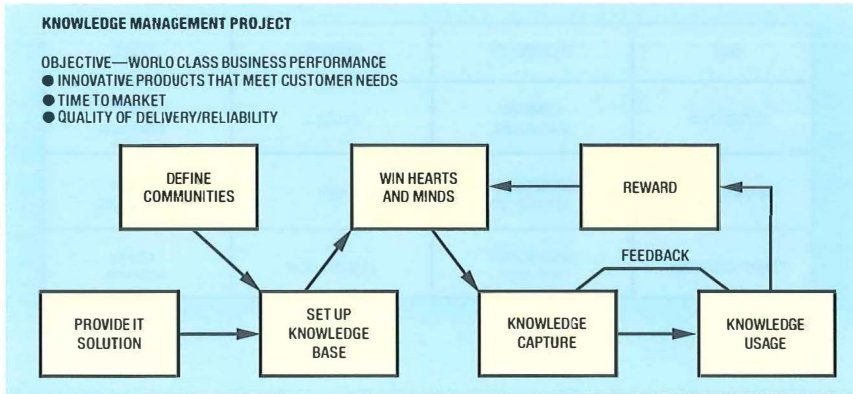 KNOWLEDGE MANAGEMENT PROJECT
OBJECTIVE—WORLD CLASS BUSINESS PERFORMANCE
● INNOVATIVE PRODUCTS THAT MEET CUSTOMER NEEDS
● TIME TO MARKET
● QUALITY OF DELIVERY/RELIABILITY
DEFINE
COMMUNITIES
WIN HEARTS
AND MINDS
REWARD
FEEDBACK
PROVIDE IT
SOLUTION
SET UP
KNOWLEDGE
BASE
KNOWLEDGE
CAPTURE
KNOWLEDGE
USAGE